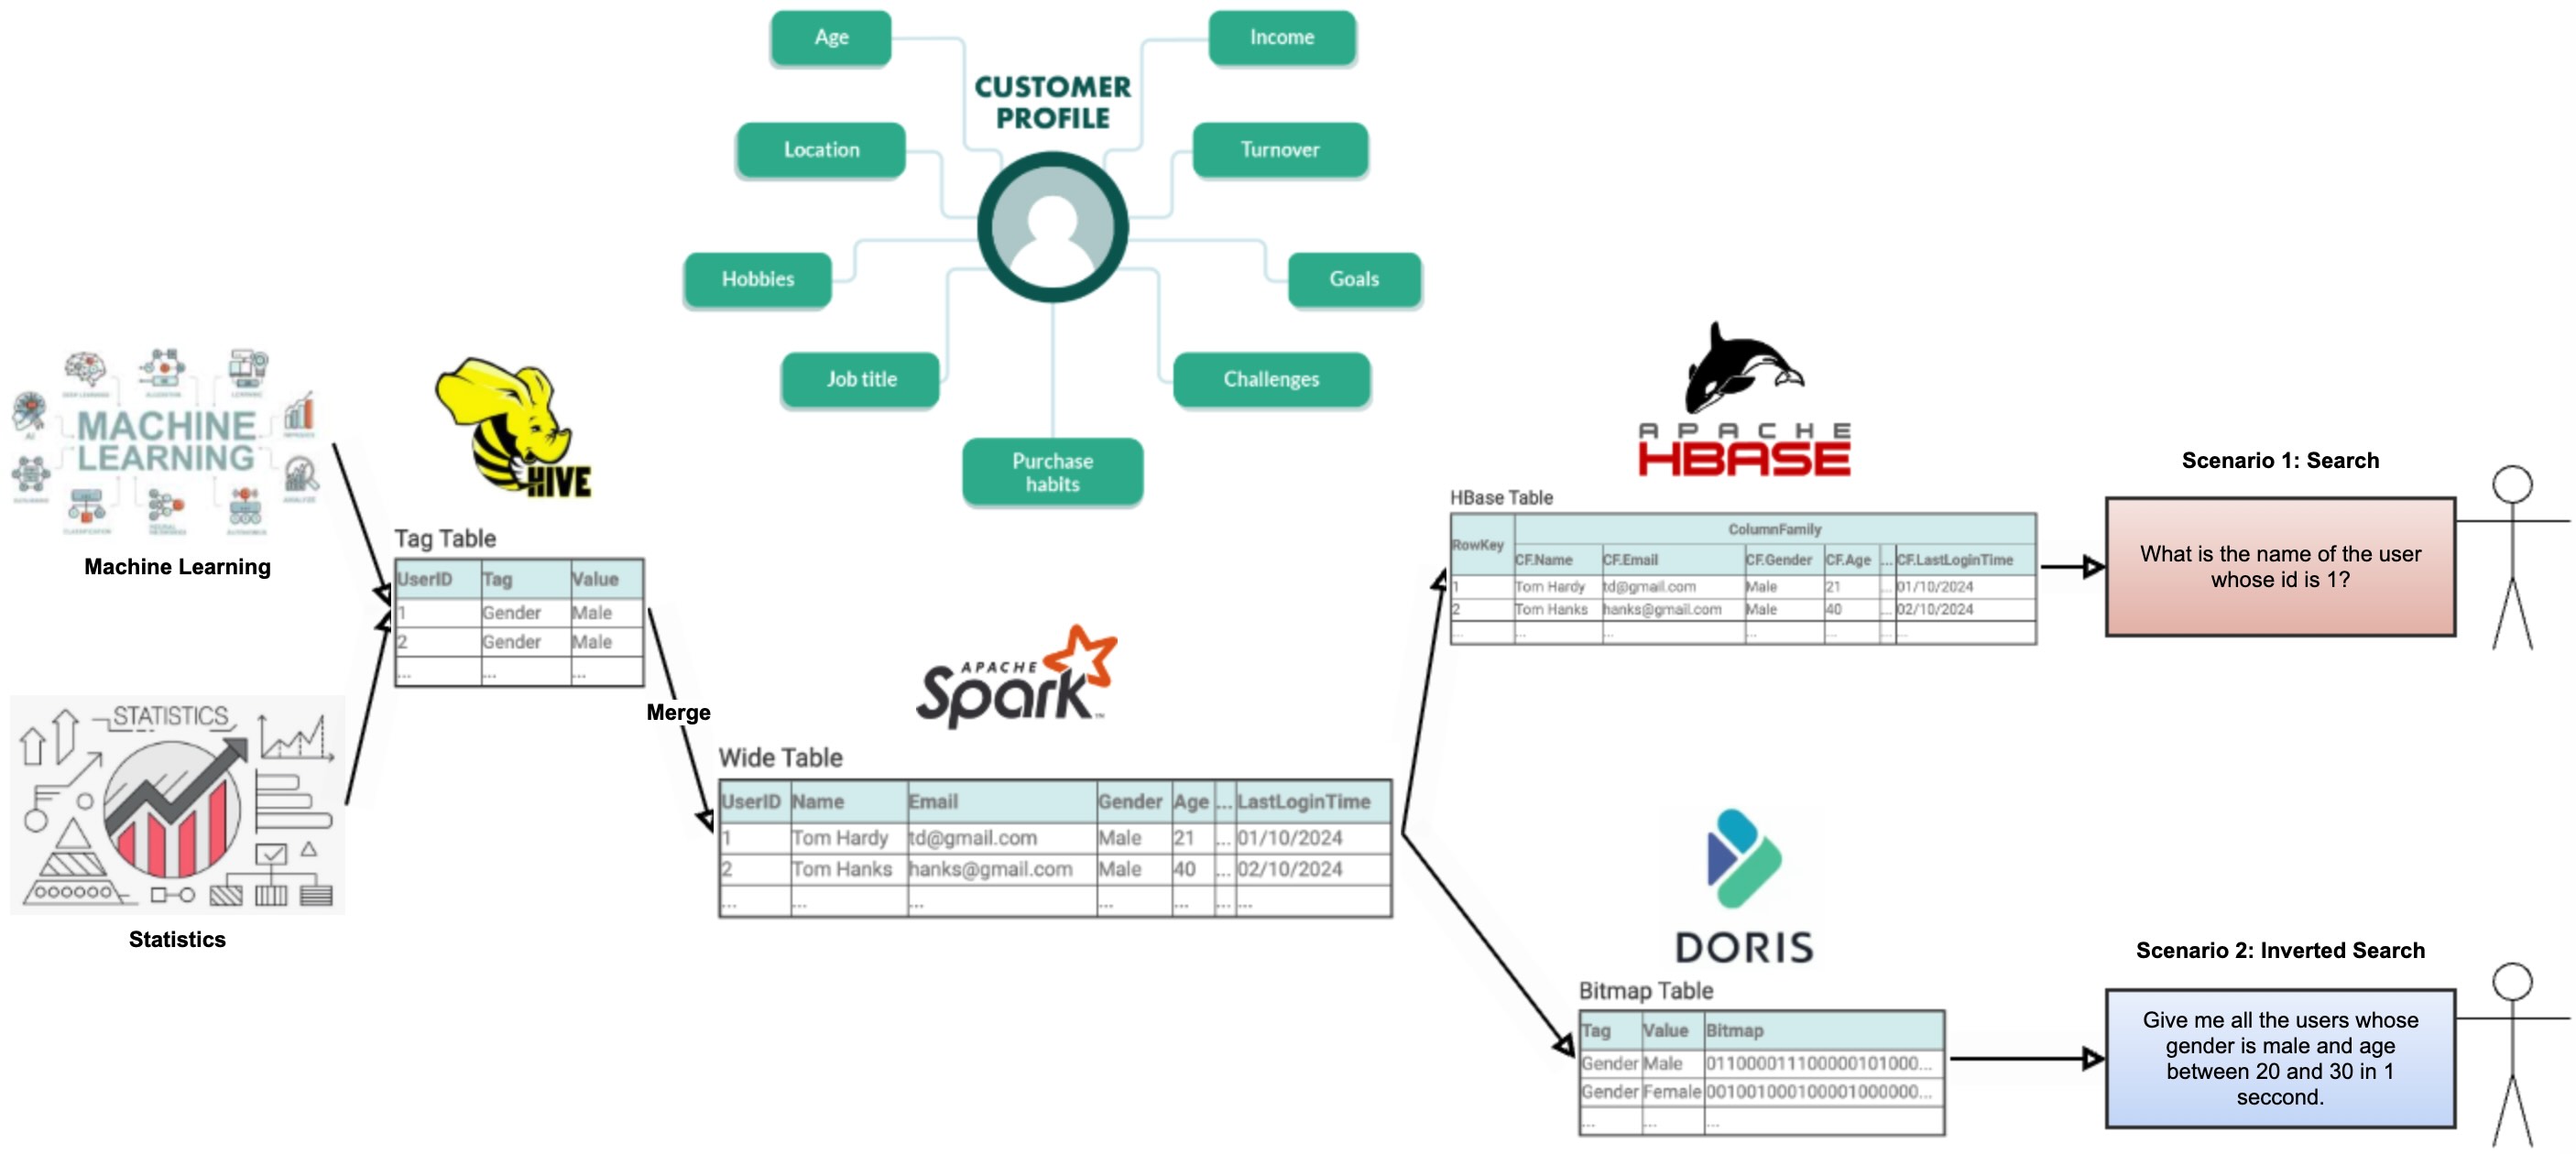 Age
Income
CUSTOMER
PROFILE
Location
Turnover
Hobbies
Goals
Job title
Challenges
Purchase
habits
MACHINE
LEARNING
AI
ANALYZE
Machine Learning
STATISTICS
Statistics
HIVE
Tag Table
UserID Tag Value
1 Gender Male
2 Gender Male
... ... ...
Merge
APACHE
Spark
Wide Table
UserID Name Email Gender Age ... LastLoginTime
1 Tom Hardy td@gmail.com Male 21 ... 01/10/2024
2 Tom Hanks hanks@gmail.com Male 40 ... 02/10/2024
... ... ... ... ... ... ...
APACHE
HBASE
HBase Table
RowKey ColumnFamily
CF.Name CF.Email CF.Gender CF.Age ... CF.LastLoginTime
1 Tom Hardy td@gmail.com Male 21 ... 01/10/2024
2 Tom Hanks hanks@gmail.com Male 40 ... 02/10/2024
... ... ... ... ... ... ...
Scenario 1: Search
What is the name of the user
whose id is 1?
DORIS
Bitmap Table
Tag Value Bitmap
Gender Male 011000011100000101000...
Gender Female 001001000100001000000...
... ... ...
Scenario 2: Inverted Search
Give me all the users whose
gender is male and age
between 20 and 30 in 1
seccond.